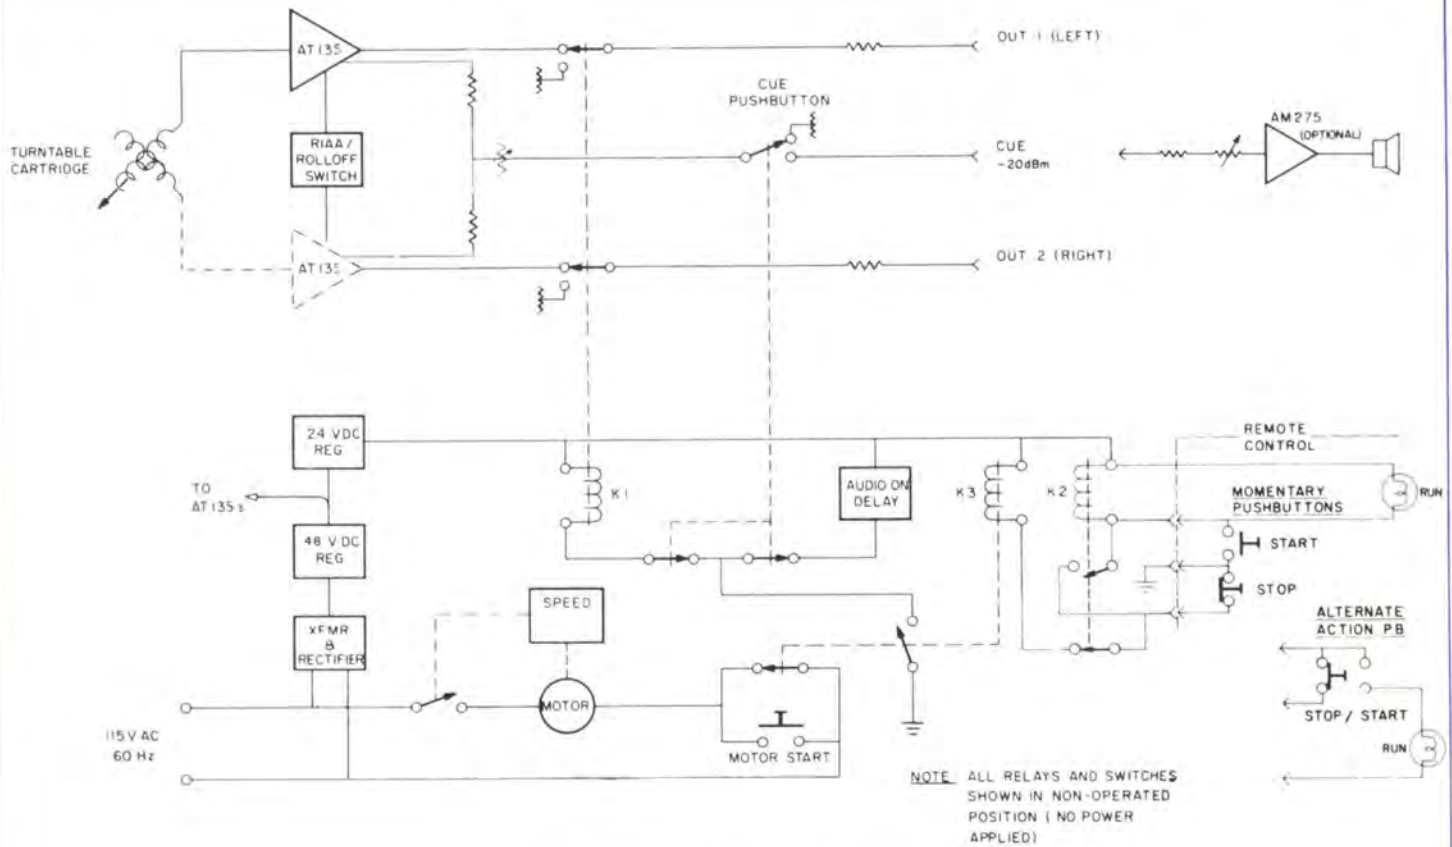 AT135
OUT 1 (LEFT)
CUE
PUSHBUTTON
AM275
(OPTIONAL)
TURNTABLE
CARTRIDGE
RIAA/
ROLLOFF
SWITCH
CUE
-20dBm
AT135
OUT 2 (RIGHT)
24 VDC
REG
REMOTE
CONTROL
K1
AUDIO ON
DELAY
K3
K2
RUN
TO
AT135s
MOMENTARY
PUSHBUTTONS
48 V DC
REG
START
STOP
SPEED
XFMR
&
RECTIFIER
ALTERNATE
ACTION PB
MOTOR
115V AC
60 Hz
MOTOR START
STOP / START
RUN
NOTE ALL RELAYS AND SWITCHES
SHOWN IN NON-OPERATED
POSITION ( NO POWER
APPLIED)